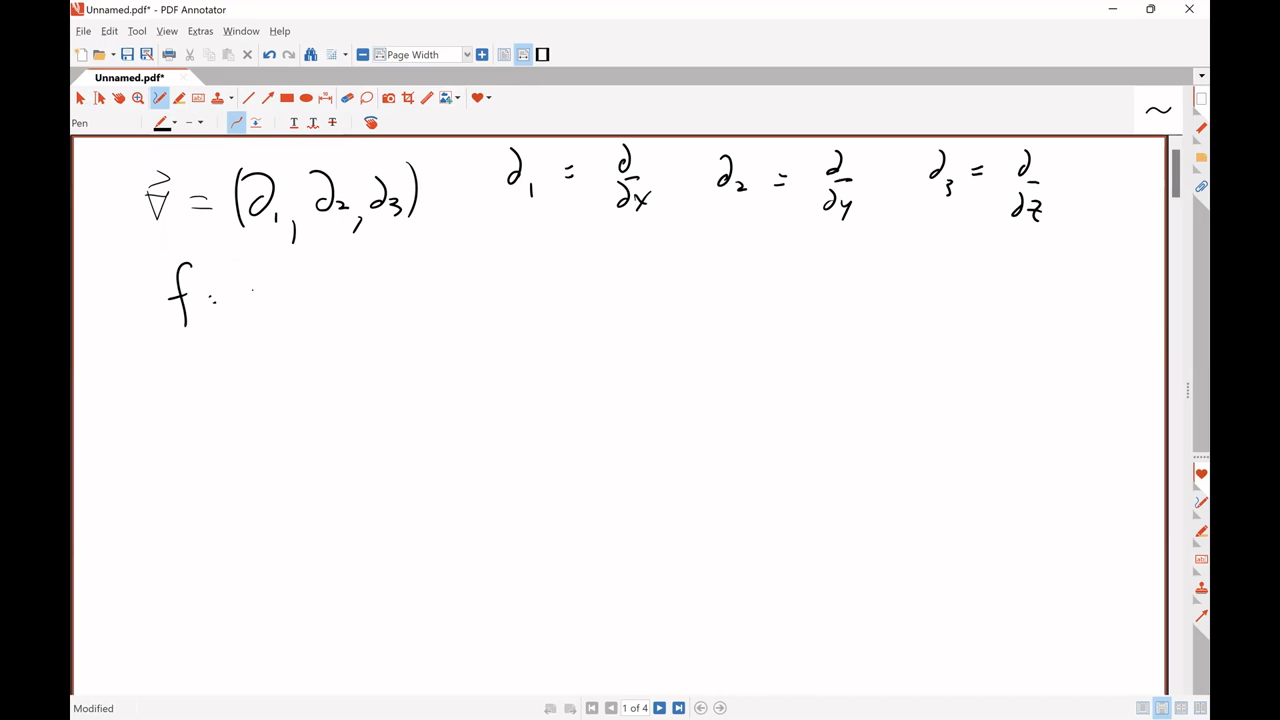 Unnamed.pdf* - PDF Annotator
File Edit Tool View Extras Window Help
Page Width
Unnamed.pdf*
Pen
∇⃗ = (∂₁, ∂₂, ∂₃) ∂₁ = ∂/∂x ∂₂ = ∂/∂y ∂₃ = ∂/∂z
f :
Modified 1 of 4